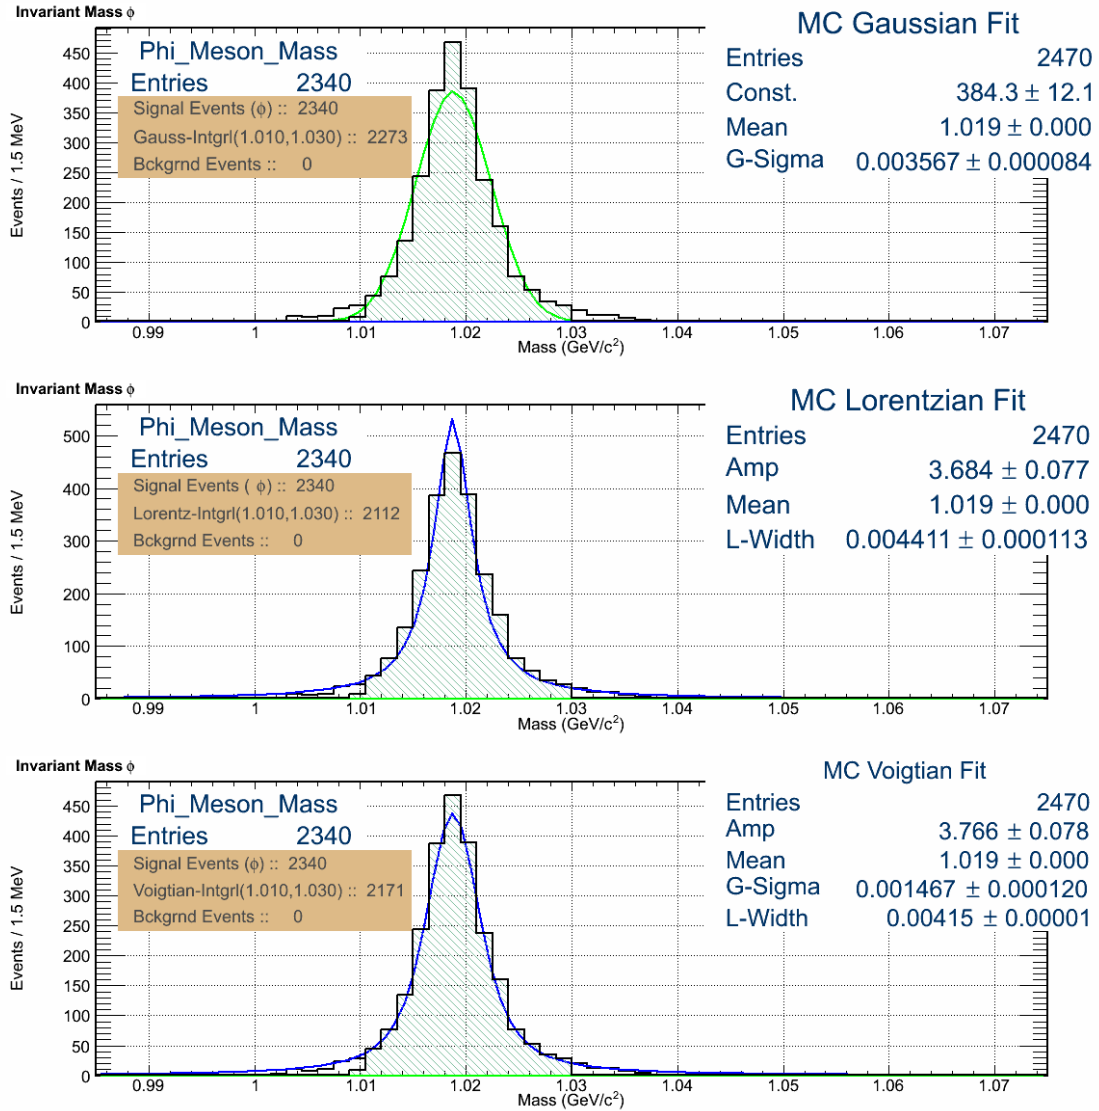 Invariant Mass ϕ
MC Gaussian Fit
Phi_Meson_Mass
Entries 2340
Signal Events (ϕ) :: 2340
Gauss-Intgrl(1.010,1.030) :: 2273
Bckgrnd Events :: 0
Entries 2470
Const. 384.3 ± 12.1
Mean 1.019 ± 0.000
G-Sigma 0.003567 ± 0.000084
Events / 1.5 MeV
450
400
350
300
250
200
150
100
50
0
0.99 1 1.01 1.02 1.03 1.04 1.05 1.06 1.07
Mass (GeV/c²)
Invariant Mass ϕ
MC Lorentzian Fit
Phi_Meson_Mass
Entries 2340
Signal Events ( ϕ) :: 2340
Lorentz-Intgrl(1.010,1.030) :: 2112
Bckgrnd Events :: 0
Entries 2470
Amp 3.684 ± 0.077
Mean 1.019 ± 0.000
L-Width 0.004411 ± 0.000113
Events / 1.5 MeV
500
400
300
200
100
0
0.99 1 1.01 1.02 1.03 1.04 1.05 1.06 1.07
Mass (GeV/c²)
Invariant Mass ϕ
MC Voigtian Fit
Phi_Meson_Mass
Entries 2340
Signal Events (ϕ) :: 2340
Voigtian-Intgrl(1.010,1.030) :: 2171
Bckgrnd Events :: 0
Entries 2470
Amp 3.766 ± 0.078
Mean 1.019 ± 0.000
G-Sigma 0.001467 ± 0.000120
L-Width 0.00415 ± 0.00001
Events / 1.5 MeV
450
400
350
300
250
200
150
100
50
0
0.99 1 1.01 1.02 1.03 1.04 1.05 1.06 1.07
Mass (GeV/c²)